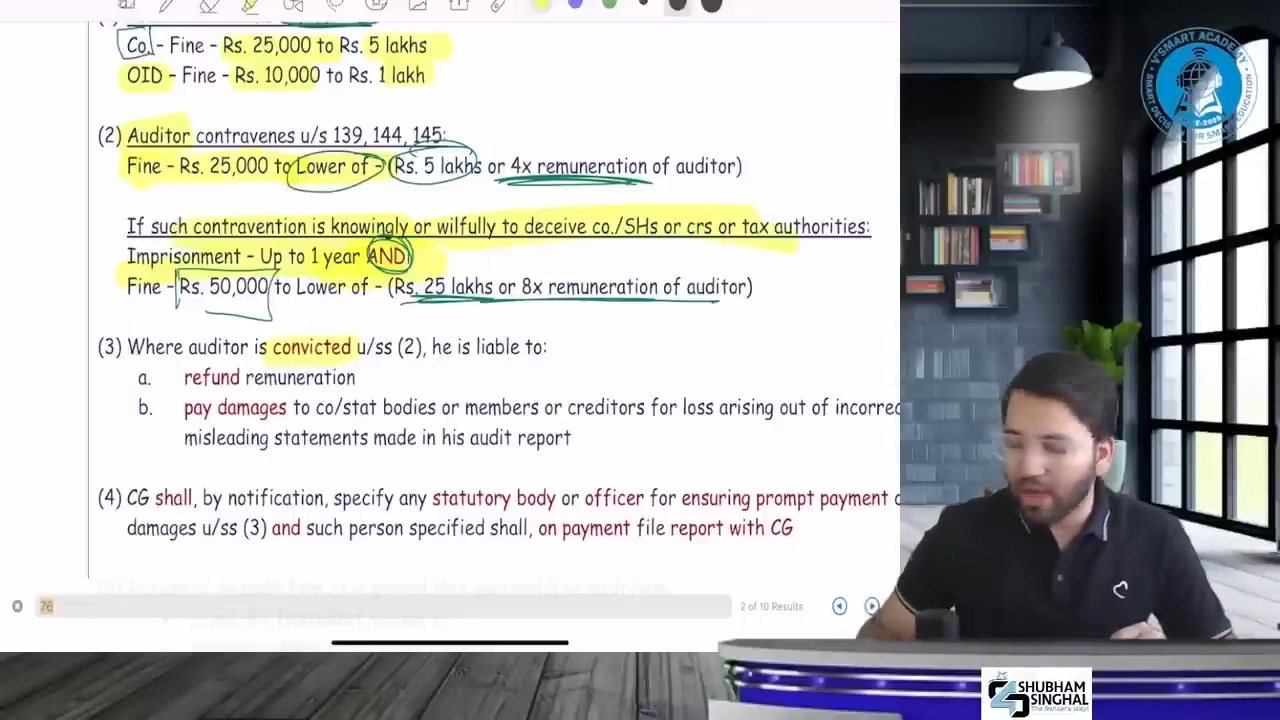 Co. - Fine - Rs. 25,000 to Rs. 5 lakhs
OID - Fine - Rs. 10,000 to Rs. 1 lakh
(2) Auditor contravenes u/s 139, 144, 145:
Fine - Rs. 25,000 to Lower of - (Rs. 5 lakhs or 4x remuneration of auditor)
If such contravention is knowingly or wilfully to deceive co./SHs or crs or tax authorities:
Imprisonment - Up to 1 year AND
Fine - Rs. 50,000 to Lower of - (Rs. 25 lakhs or 8x remuneration of auditor)
(3) Where auditor is convicted u/ss (2), he is liable to:
a. refund remuneration
b. pay damages to co/stat bodies or members or creditors for loss arising out of incorrec
misleading statements made in his audit report
(4) CG shall, by notification, specify any statutory body or officer for ensuring prompt payment
damages u/ss (3) and such person specified shall, on payment file report with CG
76
2 of 10 Results
V'SMART ACADEMY
SHUBHAM
SINGHAL
The Rankers Way!